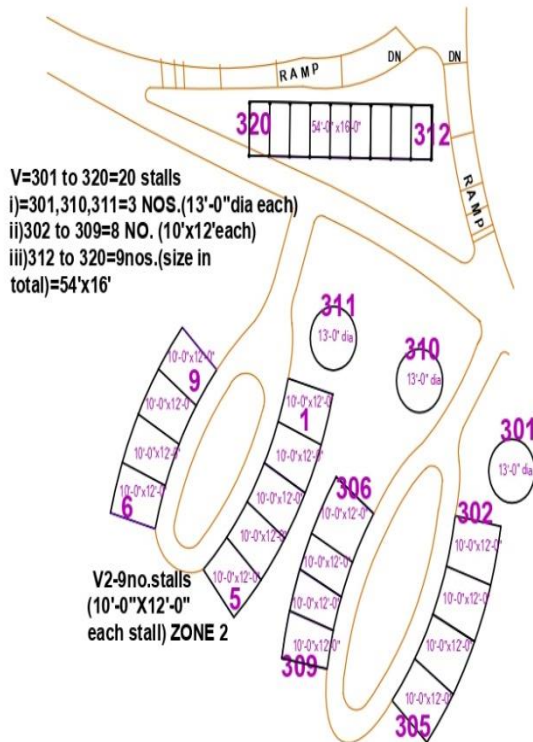 RAMP
DN
DN
RAMP
320
54'-0" x16'-0"
312
V=301 to 320=20 stalls
i)=301,310,311=3 NOS.(13'-0"dia each)
ii)302 to 309=8 NO. (10'x12'each)
iii)312 to 320=9nos.(size in
total)=54'x16'
311
13'-0" dia
310
13'-0" dia
301
13'-0" dia
10'-0"x12'-0"
9
10'-0"x12'-0"
10'-0"x12'-0"
10'-0"x12'-0"
6
10'-0"x12'-0"
1
10'-0"x12'-0"
10'-0"x12'-0"
10'-0"x12'-0"
10'-0"x12'-0"
5
306
10'-0"x12'-0"
10'-0"x12'-0"
10'-0"x12'-0"
10'-0"x12'-0"
309
302
10'-0"x12'-0"
10'-0"x12'-0"
10'-0"x12'-0"
10'-0"x12'-0"
305
V2-9no.stalls
(10'-0"X12'-0"
each stall) ZONE 2